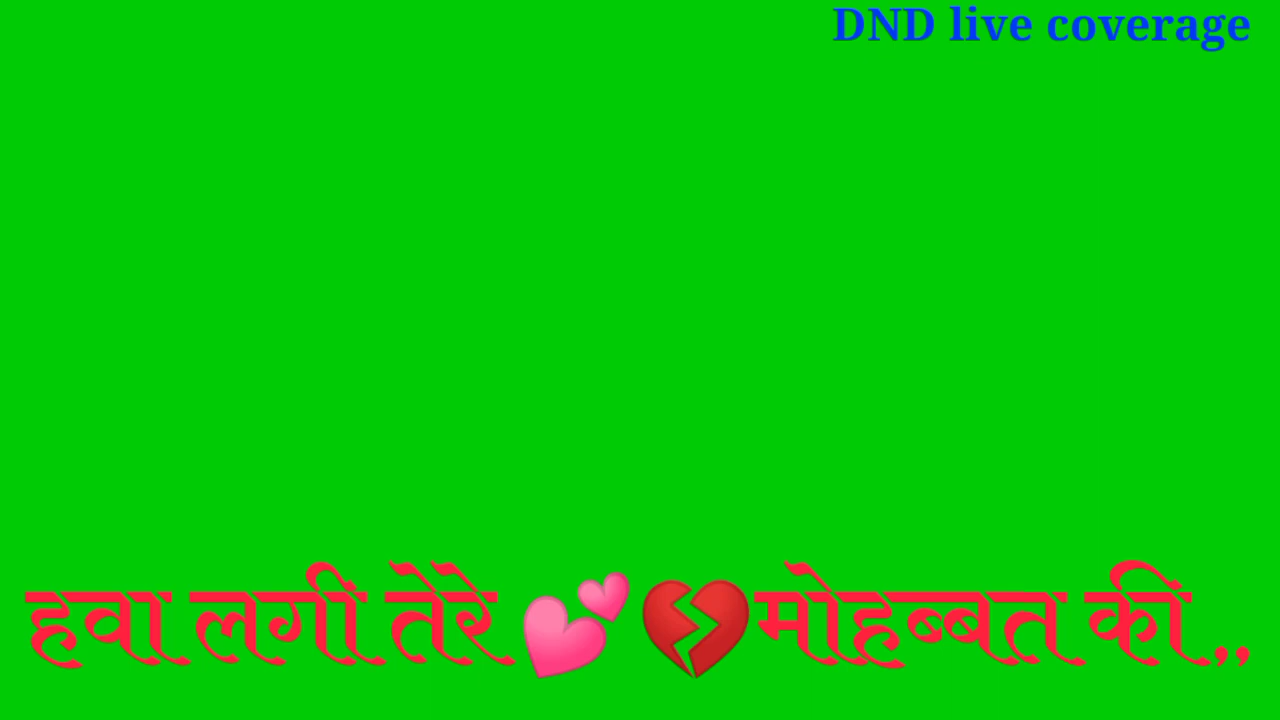 DND live coverage
हवा लगी तेरे 💕 💔मोहब्बत की,,